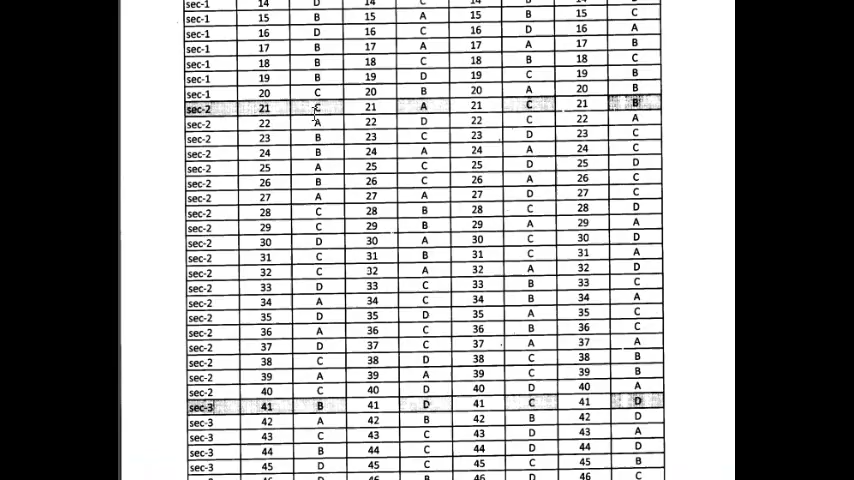 sec-1 14 D 14 C 14 14
sec-1 15 B 15 A 15 B 15 C
sec-1 16 D 16 C 16 D 16 A
sec-1 17 B 17 A 17 A 17 B
sec-1 18 B 18 C 18 B 18 C
sec-1 19 B 19 D 19 C 19 B
sec-1 20 C 20 B 20 A 20 B
sec-2 21 C 21 A 21 C 21 B
sec-2 22 A 22 D 22 C 22 A
sec-2 23 B 23 C 23 D 23 C
sec-2 24 B 24 A 24 A 24 C
sec-2 25 A 25 C 25 D 25 D
sec-2 26 B 26 C 26 A 26 C
sec-2 27 A 27 A 27 D 27 C
sec-2 28 C 28 B 28 C 28 D
sec-2 29 C 29 B 29 A 29 A
sec-2 30 D 30 A 30 C 30 D
sec-2 31 C 31 B 31 C 31 A
sec-2 32 C 32 A 32 A 32 D
sec-2 33 D 33 C 33 B 33 C
sec-2 34 A 34 C 34 B 34 A
sec-2 35 D 35 D 35 A 35 C
sec-2 36 A 36 C 36 B 36 C
sec-2 37 D 37 C 37 A 37 A
sec-2 38 C 38 D 38 C 38 B
sec-2 39 A 39 A 39 C 39 B
sec-2 40 C 40 D 40 D 40 A
sec-3 41 B 41 D 41 C 41 D
sec-3 42 A 42 B 42 B 42 D
sec-3 43 C 43 C 43 D 43 A
sec-3 44 B 44 C 44 D 44 D
sec-3 45 D 45 C 45 C 45 B
46 B 46 D 46 C